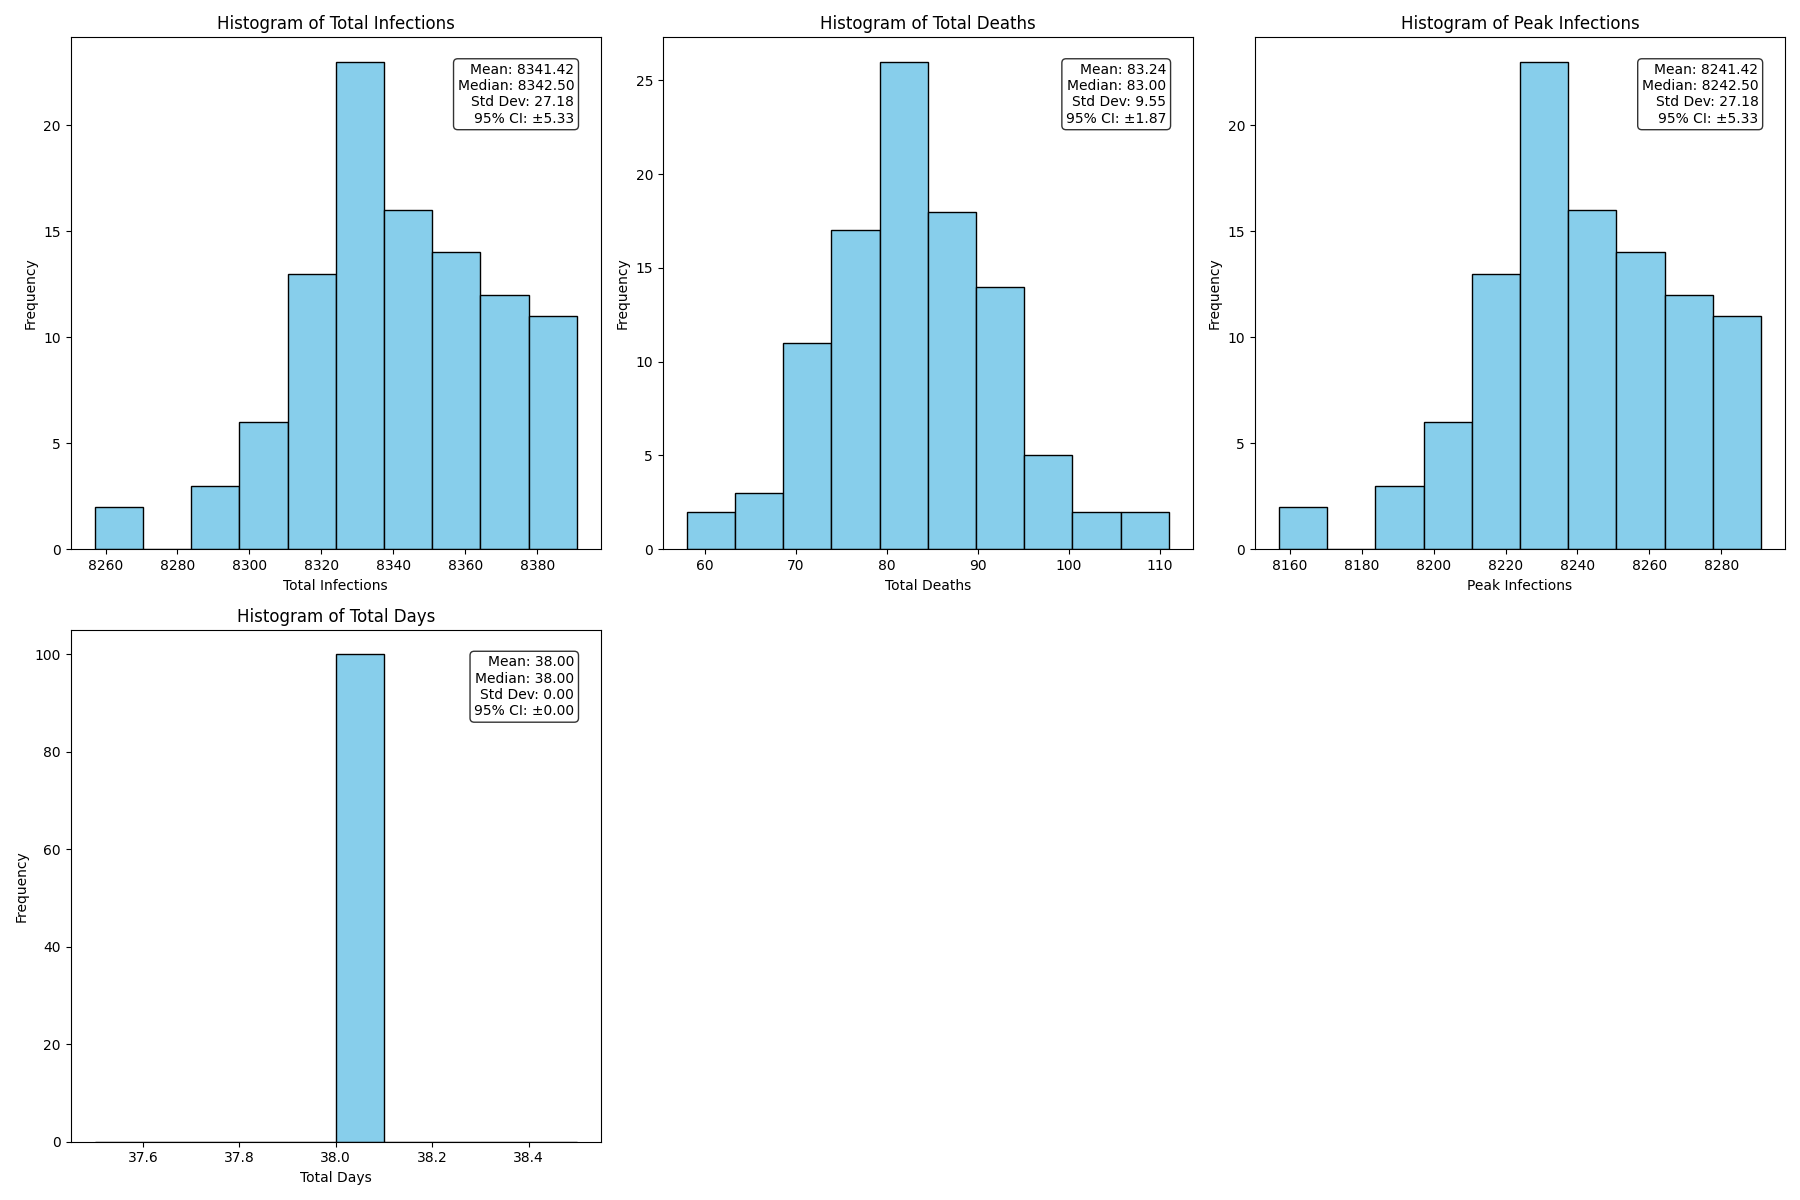 Histogram of Total Infections
Mean: 8341.42
Median: 8342.50
Std Dev: 27.18
95% CI: ±5.33
Frequency
20
15
10
5
0
8260 8280 8300 8320 8340 8360 8380
Total Infections
Histogram of Total Deaths
Mean: 83.24
Median: 83.00
Std Dev: 9.55
95% CI: ±1.87
Frequency
25
20
15
10
5
0
60 70 80 90 100 110
Total Deaths
Histogram of Peak Infections
Mean: 8241.42
Median: 8242.50
Std Dev: 27.18
95% CI: ±5.33
Frequency
20
15
10
5
0
8160 8180 8200 8220 8240 8260 8280
Peak Infections
Histogram of Total Days
Mean: 38.00
Median: 38.00
Std Dev: 0.00
95% CI: ±0.00
Frequency
100
80
60
40
20
0
37.6 37.8 38.0 38.2 38.4
Total Days